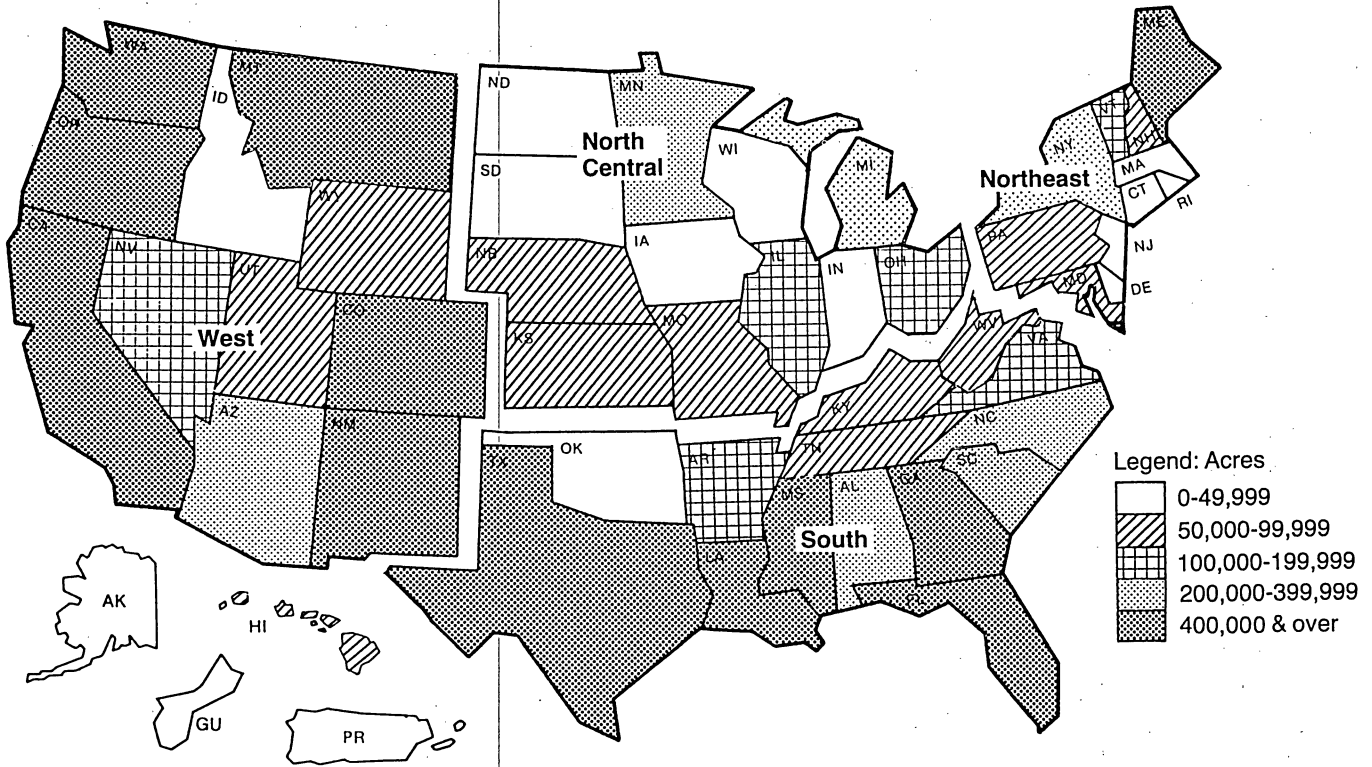 ME
WA
MT
ID
ND
MN
OR
VT
NH
North
Central
WI
NY
MA
SD
MI
Northeast
CT
RI
WY
CA
PA
NV
NB
IA
IL
IN
OH
NJ
UT
MD
DE
CO
MO
WV
West
KS
VA
AZ
KY
NC
NM
TX
OK
AR
TN
SC
Legend: Acres
MS
AL
GA
0-49,999
50,000-99,999
South
LA
100,000-199,999
AK
FL
200,000-399,999
HI
400,000 & over
GU
PR